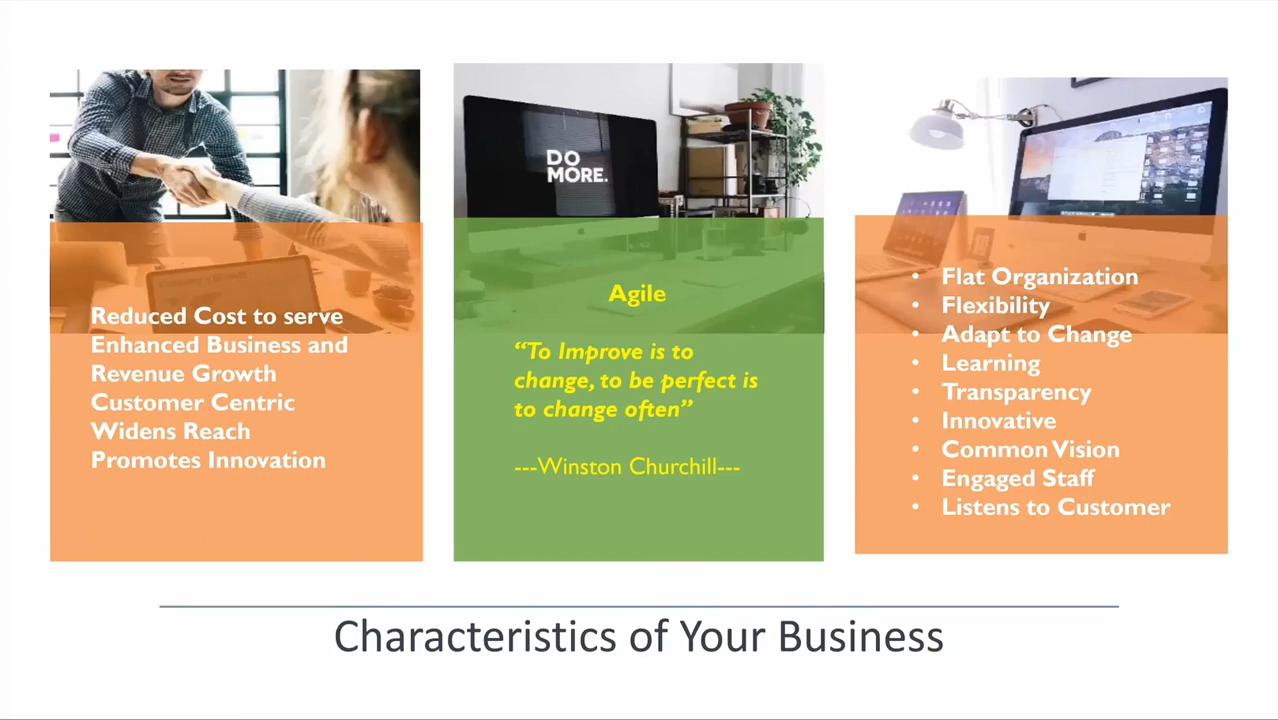 DO
MORE.
Reduced Cost to serve
Enhanced Business and
Revenue Growth
Customer Centric
Widens Reach
Promotes Innovation
Agile
“To Improve is to
change, to be perfect is
to change often”
---Winston Churchill---
• Flat Organization
• Flexibility
• Adapt to Change
• Learning
• Transparency
• Innovative
• Common Vision
• Engaged Staff
• Listens to Customer
Characteristics of Your Business